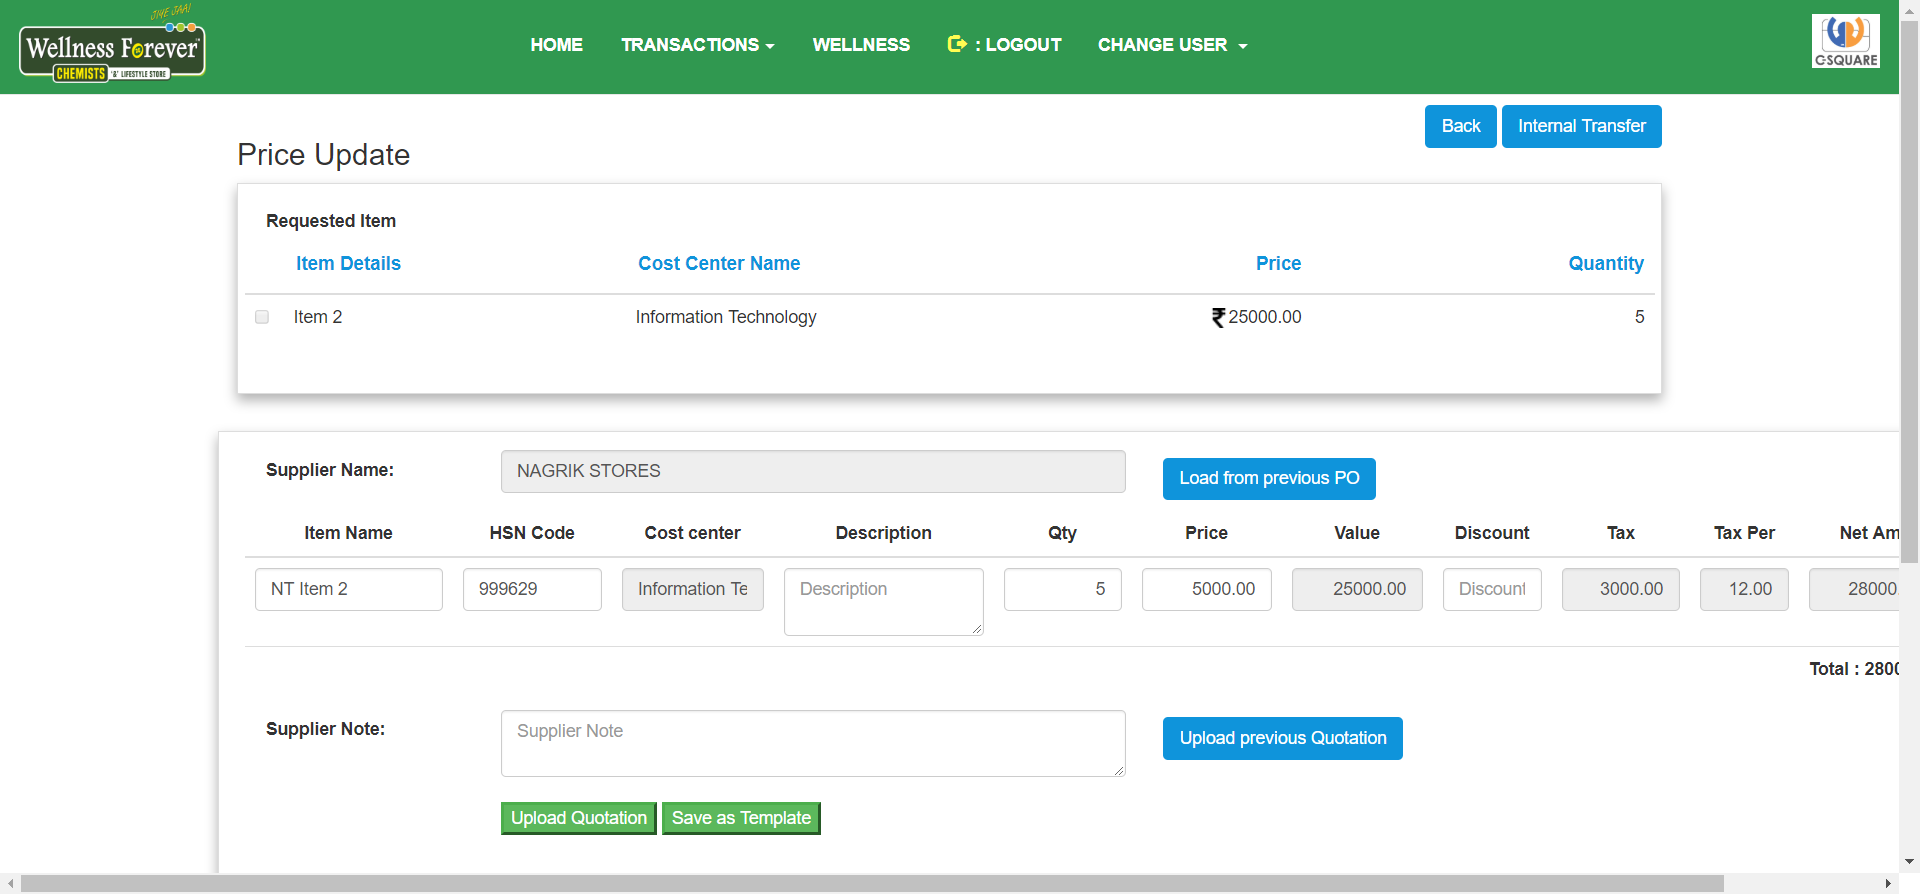 JIYE JAA!
Wellness Forever
CHEMISTS '&' LIFESTYLE STORE
HOME TRANSACTIONS WELLNESS : LOGOUT CHANGE USER
C-SQUARE
Back Internal Transfer
Price Update
Requested Item
Item Details Cost Center Name Price Quantity
Item 2 Information Technology ₹25000.00 5
Supplier Name: NAGRIK STORES Load from previous PO
Item Name HSN Code Cost center Description Qty Price Value Discount Tax Tax Per Net Am
NT Item 2 999629 Information Te Description 5 5000.00 25000.00 Discount 3000.00 12.00 28000.
Total : 2800
Supplier Note: Supplier Note Upload previous Quotation
Upload Quotation Save as Template